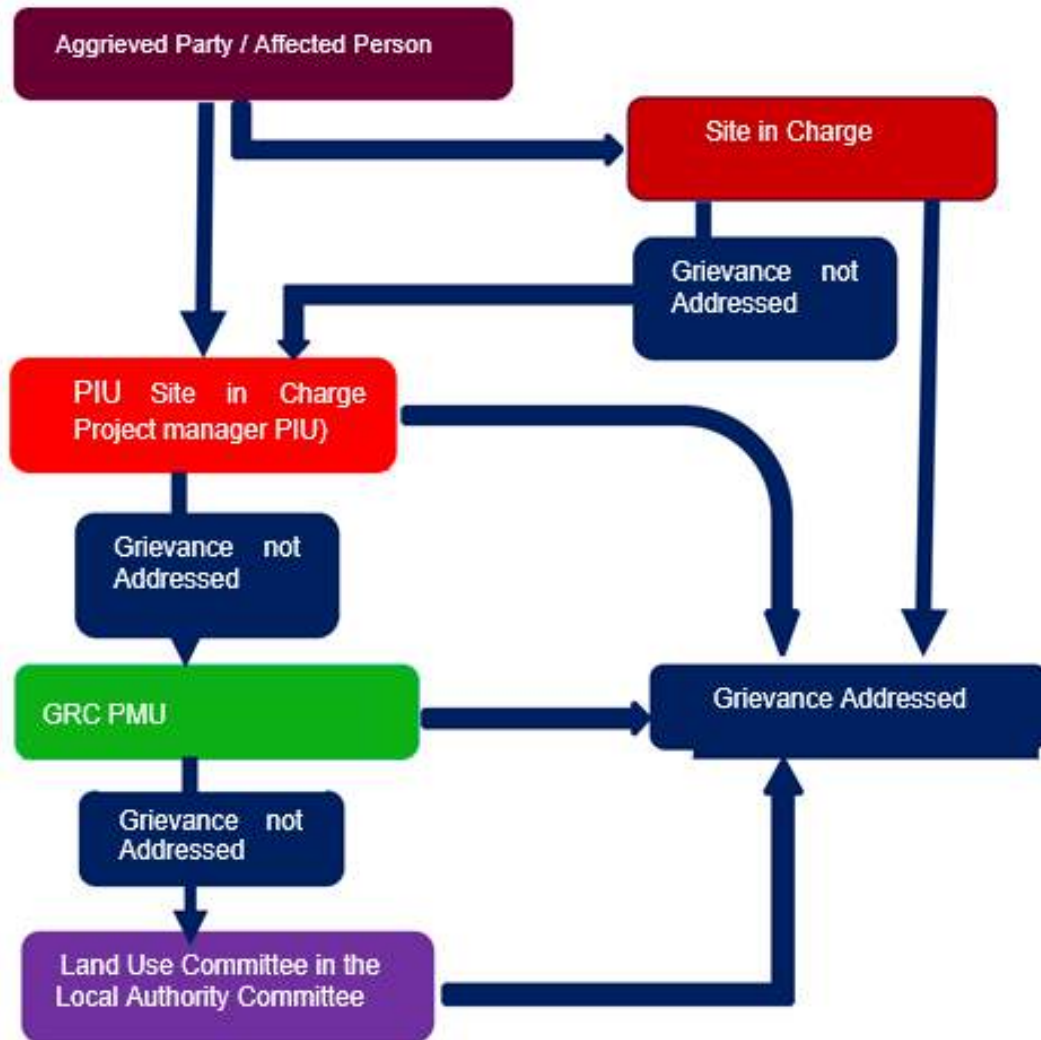 Aggrieved Party / Affected Person
Site in Charge
Grievance not
Addressed
PIU Site in Charge
Project manager PIU)
Grievance not
Addressed
GRC PMU
Grievance Addressed
Grievance not
Addressed
Land Use Committee in the
Local Authority Committee